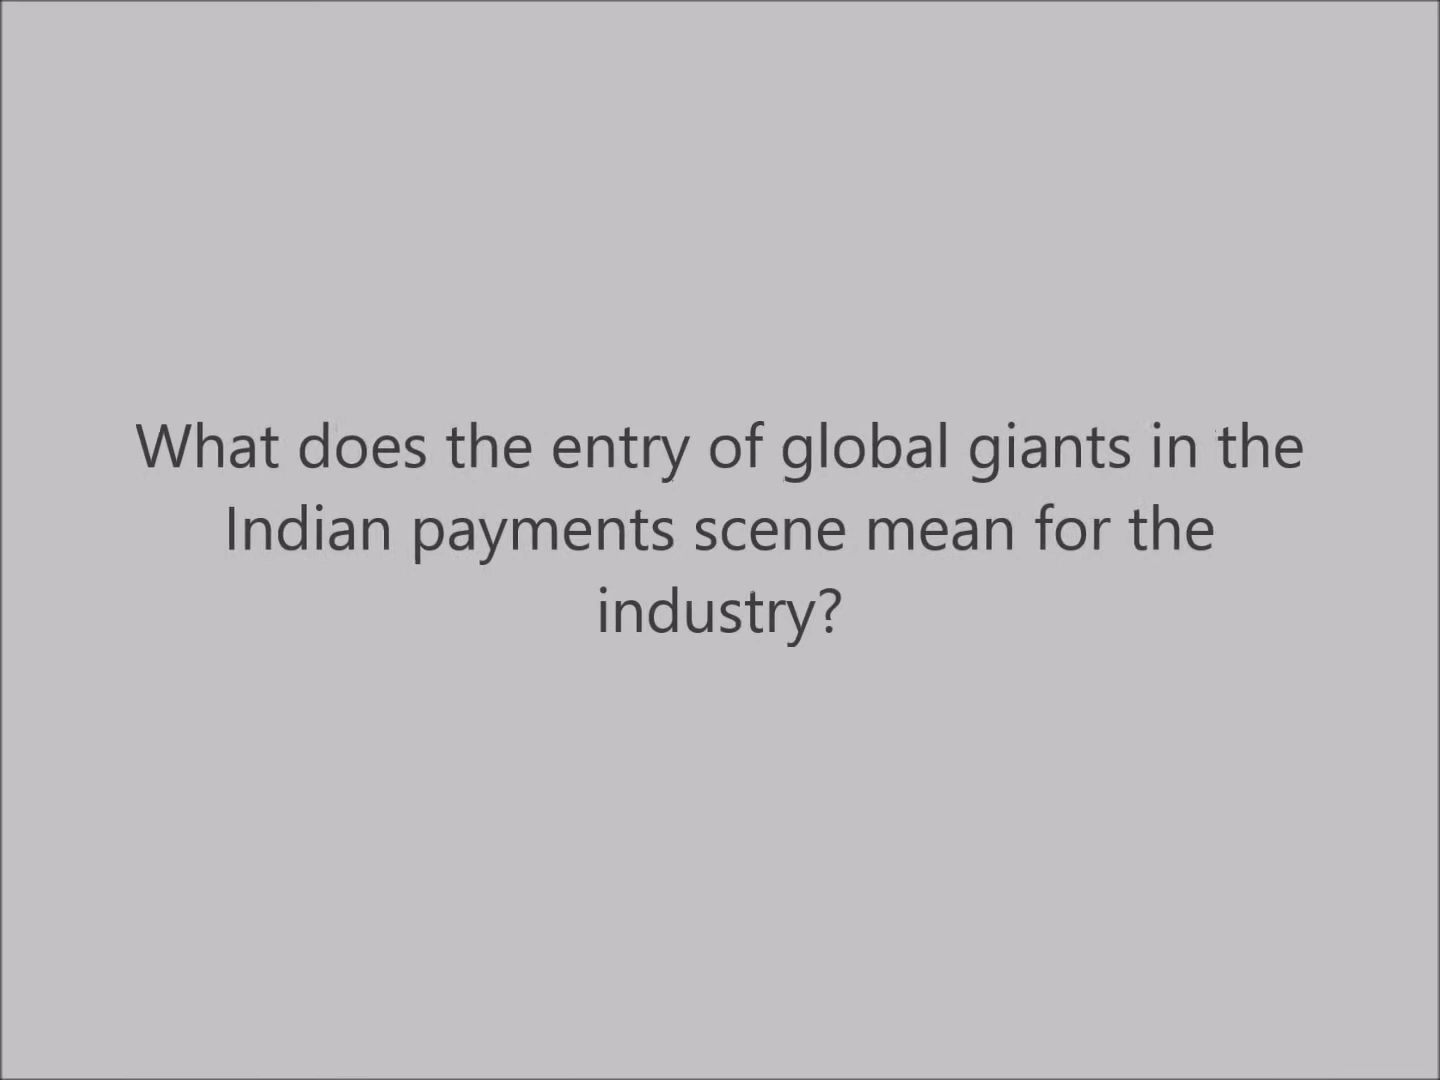 What does the entry of global giants in the
Indian payments scene mean for the
industry?